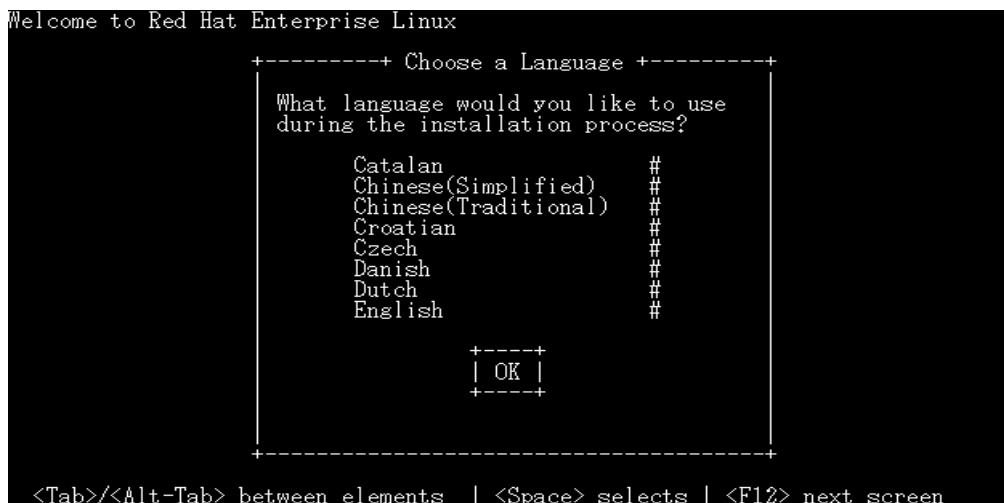 Welcome to Red Hat Enterprise Linux
+---------+ Choose a Language +---------+
What language would you like to use
during the installation process?
Catalan #
Chinese(Simplified) #
Chinese(Traditional) #
Croatian #
Czech #
Danish #
Dutch #
English #
OK
<Tab>/<Alt-Tab> between elements | <Space> selects | <F12> next screen